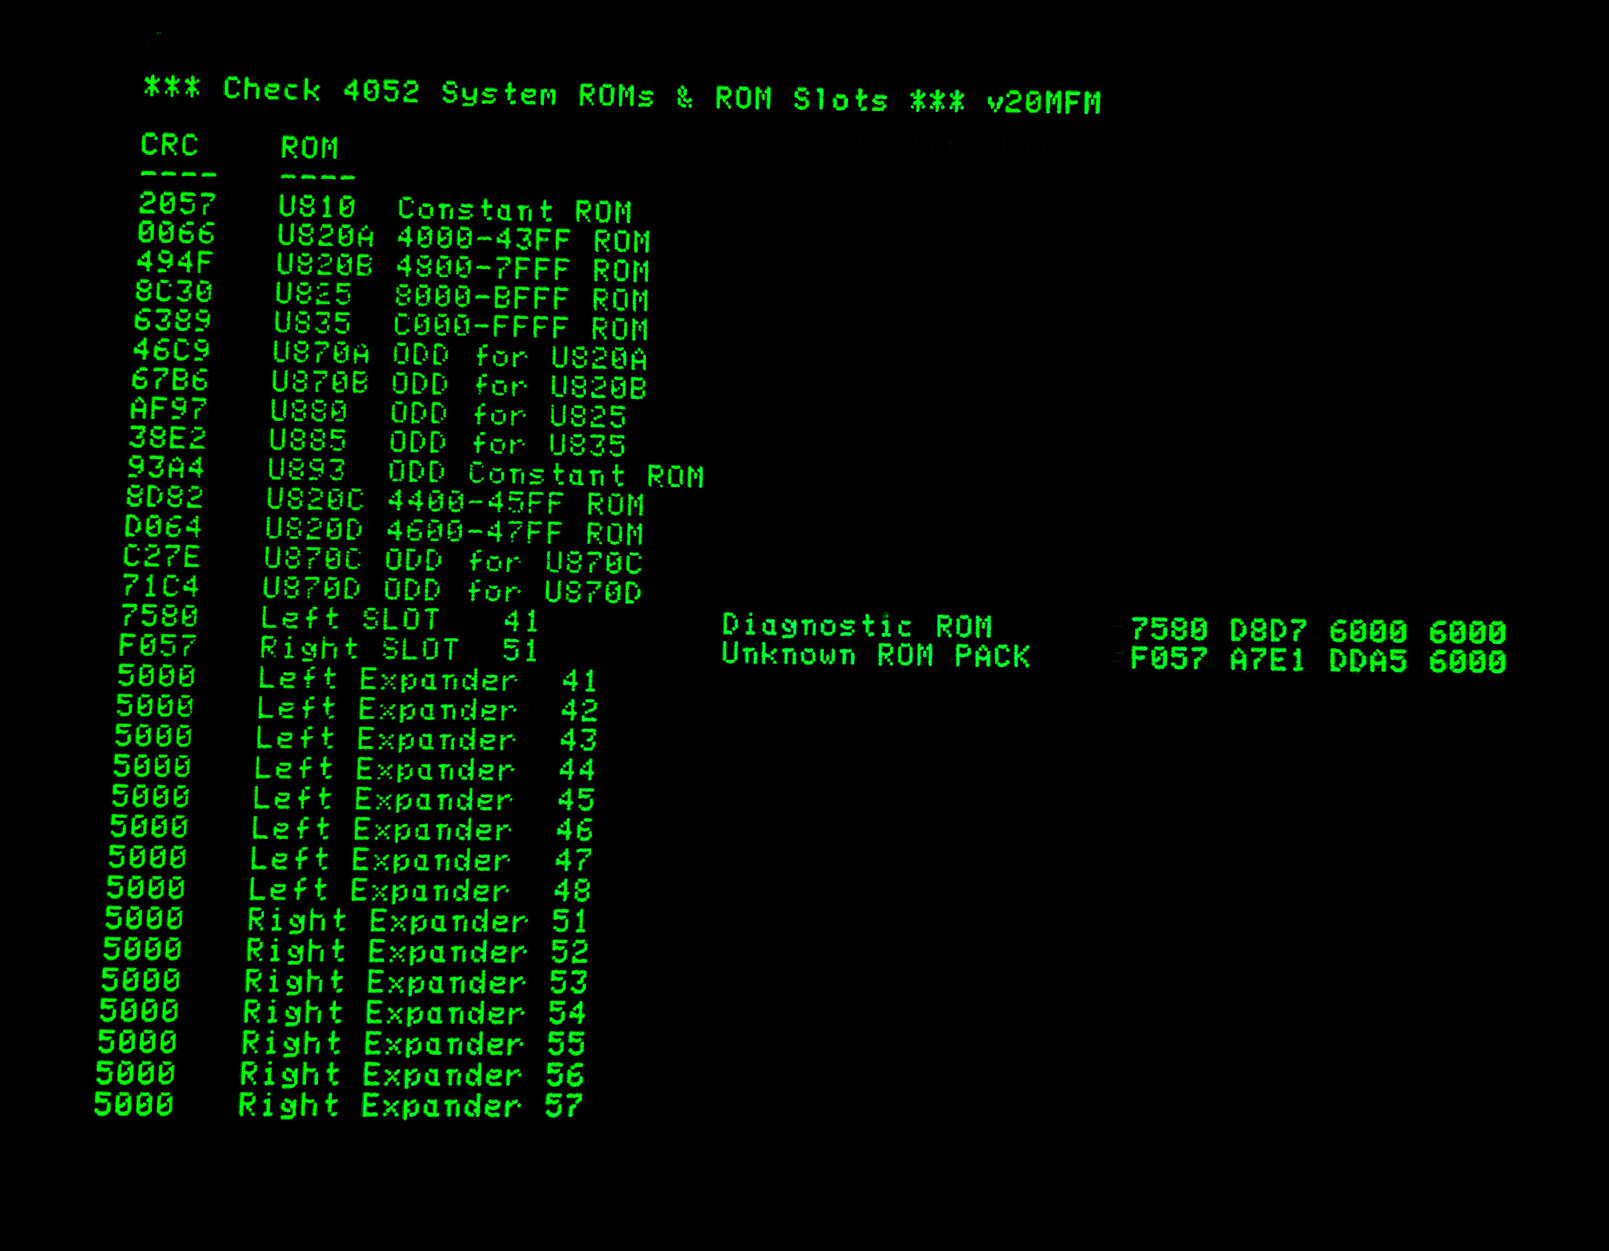 *** Check 4052 System ROMs & ROM Slots *** v20MFM
CRC ROM
---- ----
2057 U810 Constant ROM
0066 U820A 4000-43FF ROM
494F U820B 4800-7FFF ROM
8C30 U825 8000-BFFF ROM
6389 U835 C000-FFFF ROM
46C9 U870A ODD for U820A
67B6 U870B ODD for U820B
AF97 U880 ODD for U825
38E2 U885 ODD for U835
93A4 U893 ODD Constant ROM
8D82 U820C 4400-45FF ROM
D064 U820D 4600-47FF ROM
C27E U870C ODD for U870C
71C4 U870D ODD for U870D
7580 Left SLOT 41 Diagnostic ROM 7580 D8D7 6000 6000
F057 Right SLOT 51 Unknown ROM PACK F057 A7E1 DDA5 6000
5000 Left Expander 41
5000 Left Expander 42
5000 Left Expander 43
5000 Left Expander 44
5000 Left Expander 45
5000 Left Expander 46
5000 Left Expander 47
5000 Left Expander 48
5000 Right Expander 51
5000 Right Expander 52
5000 Right Expander 53
5000 Right Expander 54
5000 Right Expander 55
5000 Right Expander 56
5000 Right Expander 57